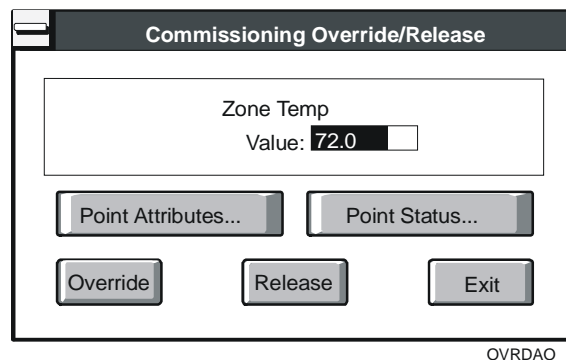 Commissioning Override/Release
Zone Temp
Value: 72.0
Point Attributes...
Point Status...
Override
Release
Exit
OVRDAO